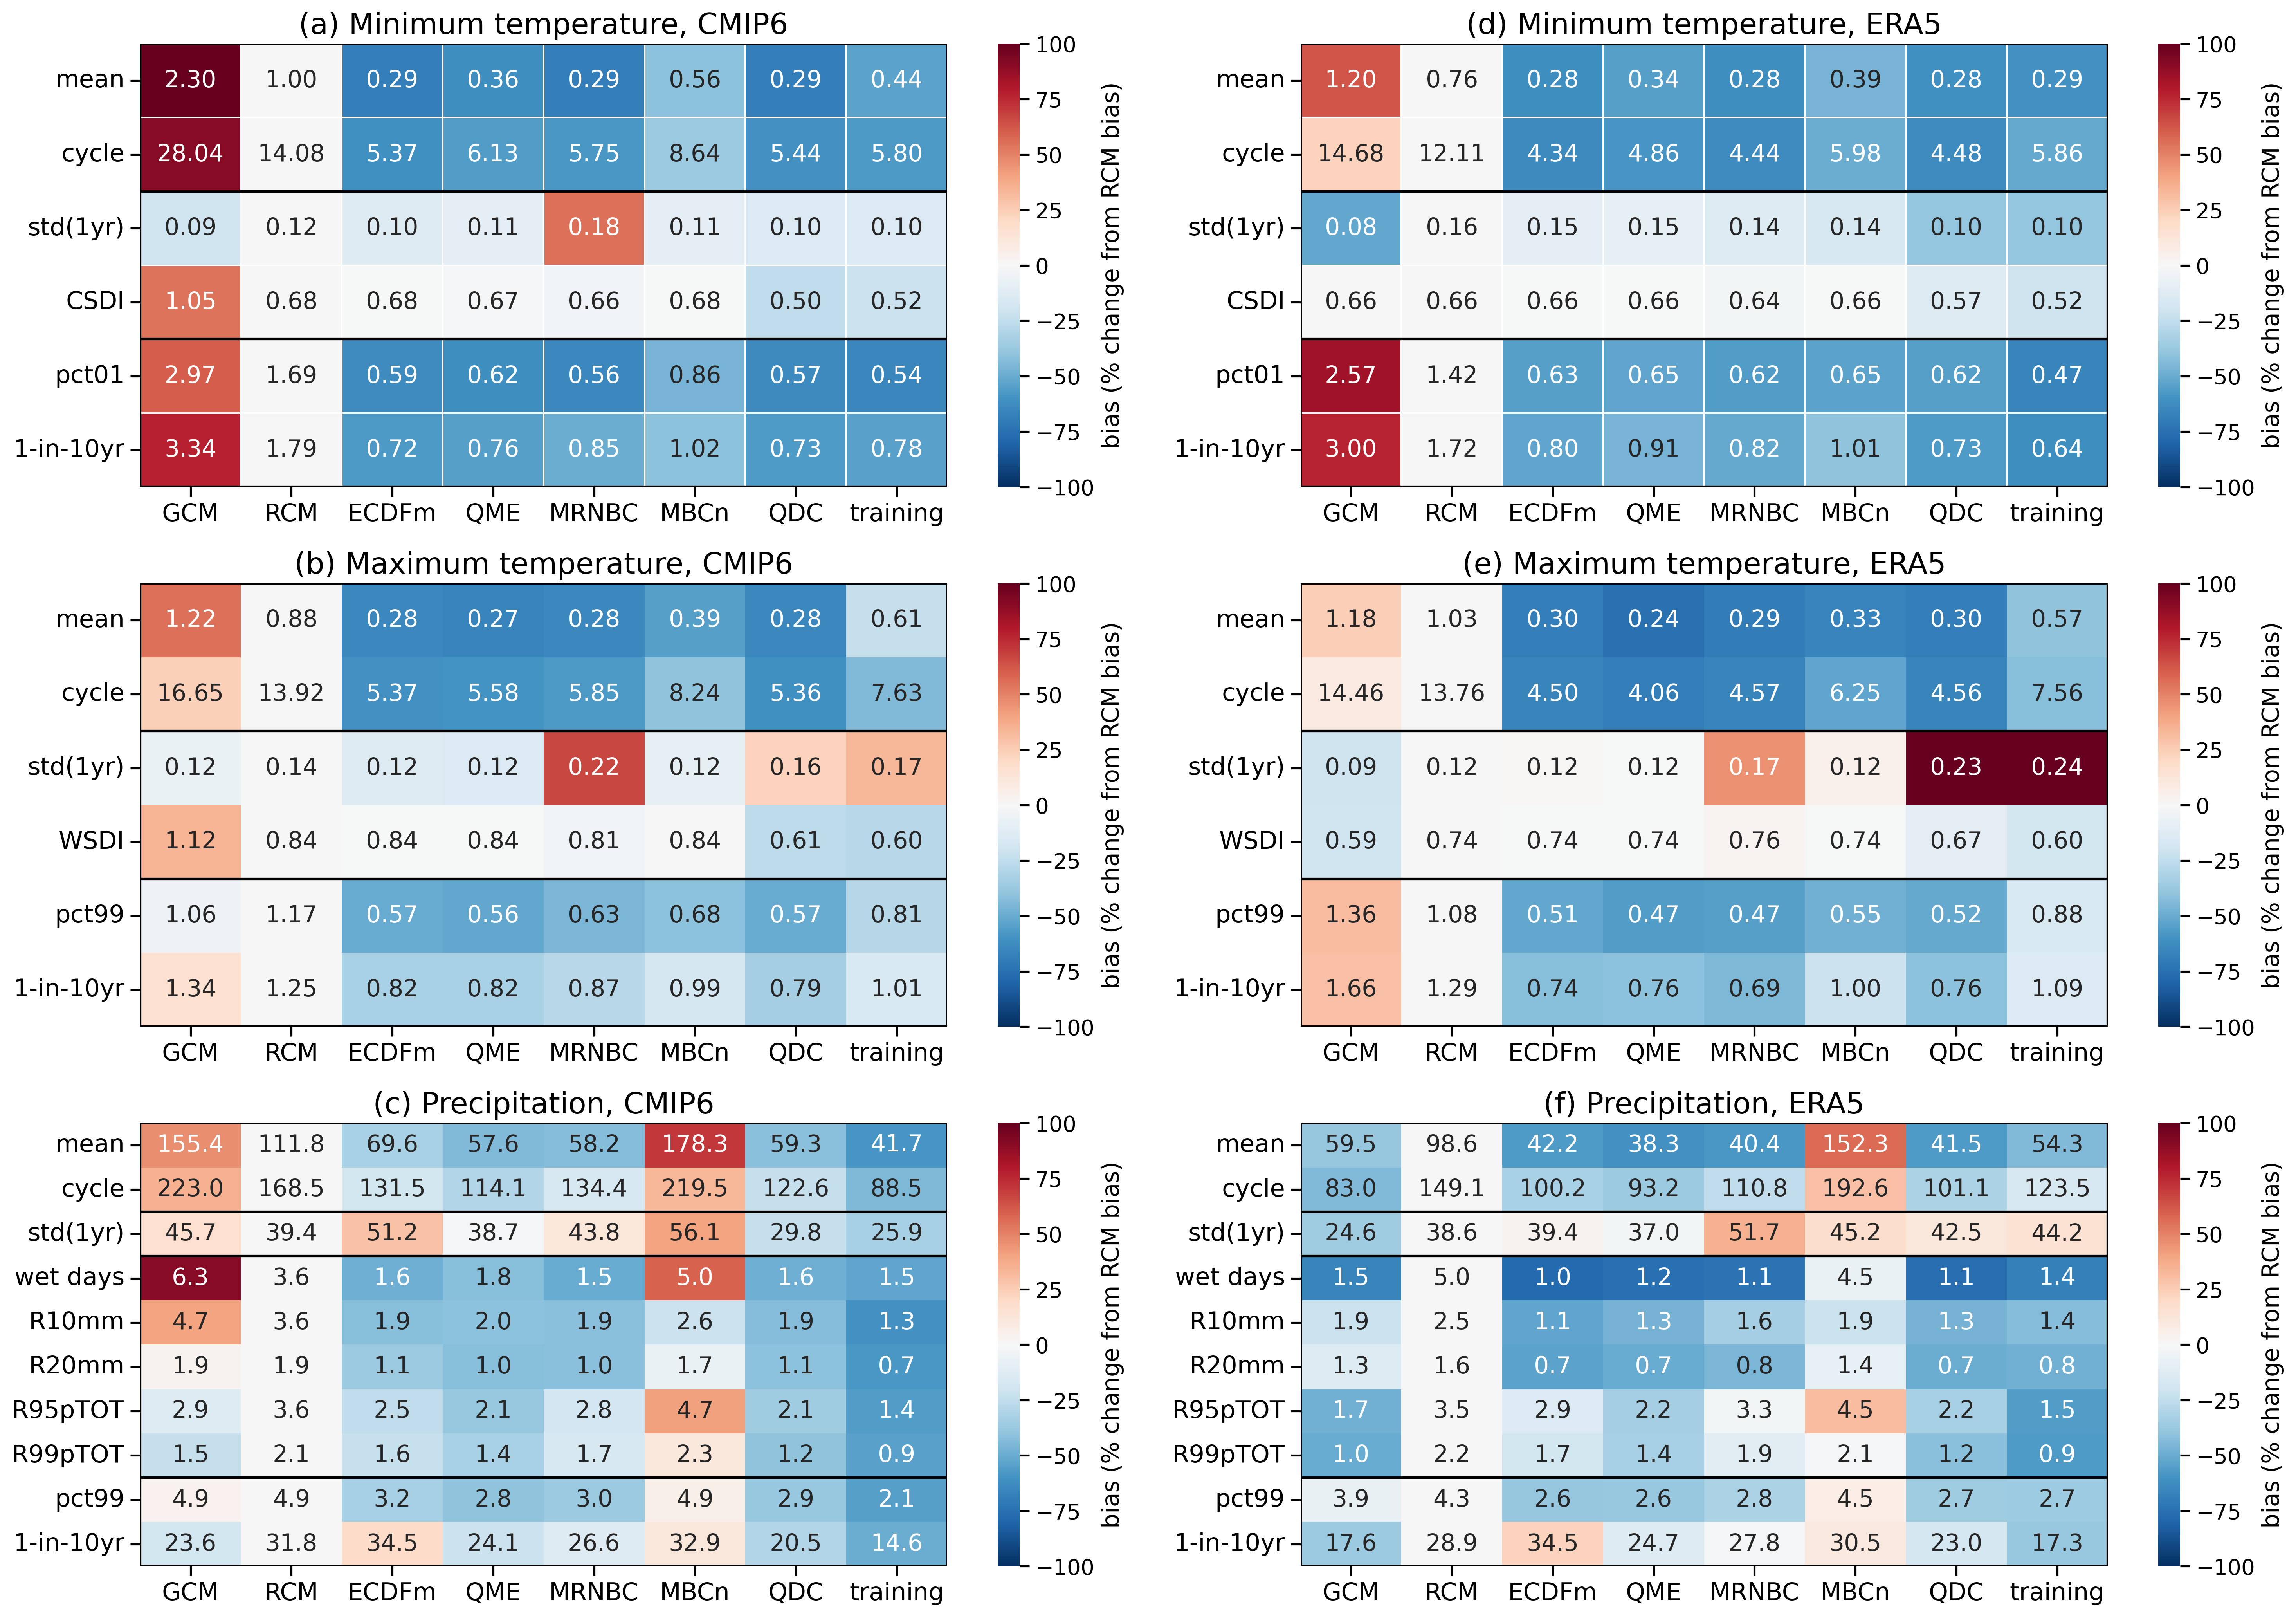 (a) Minimum temperature, CMIP6
mean 2.30 1.00 0.29 0.36 0.29 0.56 0.29 0.44
cycle 28.04 14.08 5.37 6.13 5.75 8.64 5.44 5.80
std(1yr) 0.09 0.12 0.10 0.11 0.18 0.11 0.10 0.10
CSDI 1.05 0.68 0.68 0.67 0.66 0.68 0.50 0.52
pct01 2.97 1.69 0.59 0.62 0.56 0.86 0.57 0.54
1-in-10yr 3.34 1.79 0.72 0.76 0.85 1.02 0.73 0.78
GCM RCM ECDFm QME MRNBC MBCn QDC training
100
75
50
25
0
−25
−50
−75
−100
bias (% change from RCM bias)
(d) Minimum temperature, ERA5
mean 1.20 0.76 0.28 0.34 0.28 0.39 0.28 0.29
cycle 14.68 12.11 4.34 4.86 4.44 5.98 4.48 5.86
std(1yr) 0.08 0.16 0.15 0.15 0.14 0.14 0.10 0.10
CSDI 0.66 0.66 0.66 0.66 0.64 0.66 0.57 0.52
pct01 2.57 1.42 0.63 0.65 0.62 0.65 0.62 0.47
1-in-10yr 3.00 1.72 0.80 0.91 0.82 1.01 0.73 0.64
GCM RCM ECDFm QME MRNBC MBCn QDC training
100
75
50
25
0
−25
−50
−75
−100
bias (% change from RCM bias)
(b) Maximum temperature, CMIP6
mean 1.22 0.88 0.28 0.27 0.28 0.39 0.28 0.61
cycle 16.65 13.92 5.37 5.58 5.85 8.24 5.36 7.63
std(1yr) 0.12 0.14 0.12 0.12 0.22 0.12 0.16 0.17
WSDI 1.12 0.84 0.84 0.84 0.81 0.84 0.61 0.60
pct99 1.06 1.17 0.57 0.56 0.63 0.68 0.57 0.81
1-in-10yr 1.34 1.25 0.82 0.82 0.87 0.99 0.79 1.01
GCM RCM ECDFm QME MRNBC MBCn QDC training
100
75
50
25
0
−25
−50
−75
−100
bias (% change from RCM bias)
(e) Maximum temperature, ERA5
mean 1.18 1.03 0.30 0.24 0.29 0.33 0.30 0.57
cycle 14.46 13.76 4.50 4.06 4.57 6.25 4.56 7.56
std(1yr) 0.09 0.12 0.12 0.12 0.17 0.12 0.23 0.24
WSDI 0.59 0.74 0.74 0.74 0.76 0.74 0.67 0.60
pct99 1.36 1.08 0.51 0.47 0.47 0.55 0.52 0.88
1-in-10yr 1.66 1.29 0.74 0.76 0.69 1.00 0.76 1.09
GCM RCM ECDFm QME MRNBC MBCn QDC training
100
75
50
25
0
−25
−50
−75
−100
bias (% change from RCM bias)
(c) Precipitation, CMIP6
mean 155.4 111.8 69.6 57.6 58.2 178.3 59.3 41.7
cycle 223.0 168.5 131.5 114.1 134.4 219.5 122.6 88.5
std(1yr) 45.7 39.4 51.2 38.7 43.8 56.1 29.8 25.9
wet days 6.3 3.6 1.6 1.8 1.5 5.0 1.6 1.5
R10mm 4.7 3.6 1.9 2.0 1.9 2.6 1.9 1.3
R20mm 1.9 1.9 1.1 1.0 1.0 1.7 1.1 0.7
R95pTOT 2.9 3.6 2.5 2.1 2.8 4.7 2.1 1.4
R99pTOT 1.5 2.1 1.6 1.4 1.7 2.3 1.2 0.9
pct99 4.9 4.9 3.2 2.8 3.0 4.9 2.9 2.1
1-in-10yr 23.6 31.8 34.5 24.1 26.6 32.9 20.5 14.6
GCM RCM ECDFm QME MRNBC MBCn QDC training
100
75
50
25
0
−25
−50
−75
−100
bias (% change from RCM bias)
(f) Precipitation, ERA5
mean 59.5 98.6 42.2 38.3 40.4 152.3 41.5 54.3
cycle 83.0 149.1 100.2 93.2 110.8 192.6 101.1 123.5
std(1yr) 24.6 38.6 39.4 37.0 51.7 45.2 42.5 44.2
wet days 1.5 5.0 1.0 1.2 1.1 4.5 1.1 1.4
R10mm 1.9 2.5 1.1 1.3 1.6 1.9 1.3 1.4
R20mm 1.3 1.6 0.7 0.7 0.8 1.4 0.7 0.8
R95pTOT 1.7 3.5 2.9 2.2 3.3 4.5 2.2 1.5
R99pTOT 1.0 2.2 1.7 1.4 1.9 2.1 1.2 0.9
pct99 3.9 4.3 2.6 2.6 2.8 4.5 2.7 2.7
1-in-10yr 17.6 28.9 34.5 24.7 27.8 30.5 23.0 17.3
GCM RCM ECDFm QME MRNBC MBCn QDC training
100
75
50
25
0
−25
−50
−75
−100
bias (% change from RCM bias)